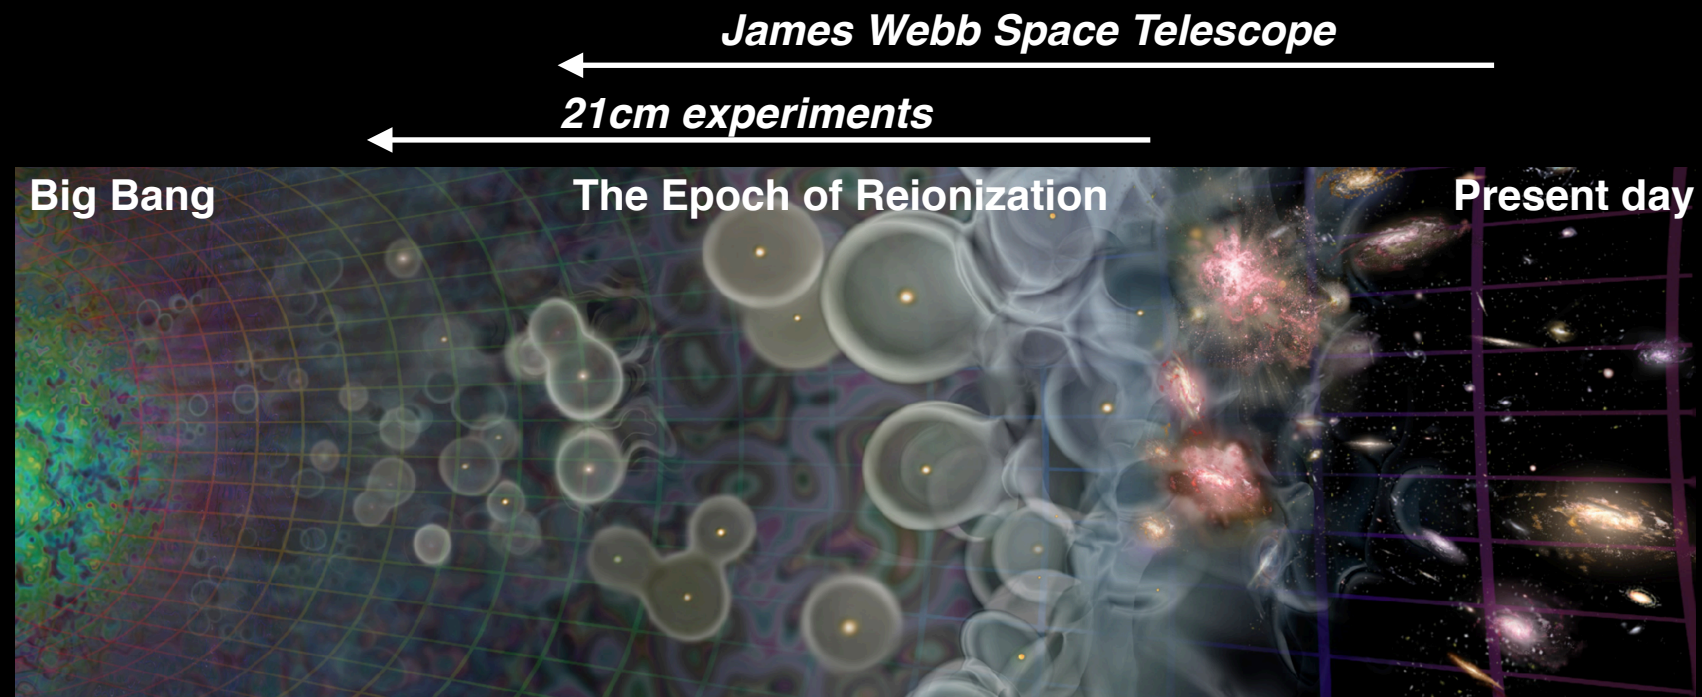 James Webb Space Telescope
21cm experiments
Big Bang
The Epoch of Reionization
Present day